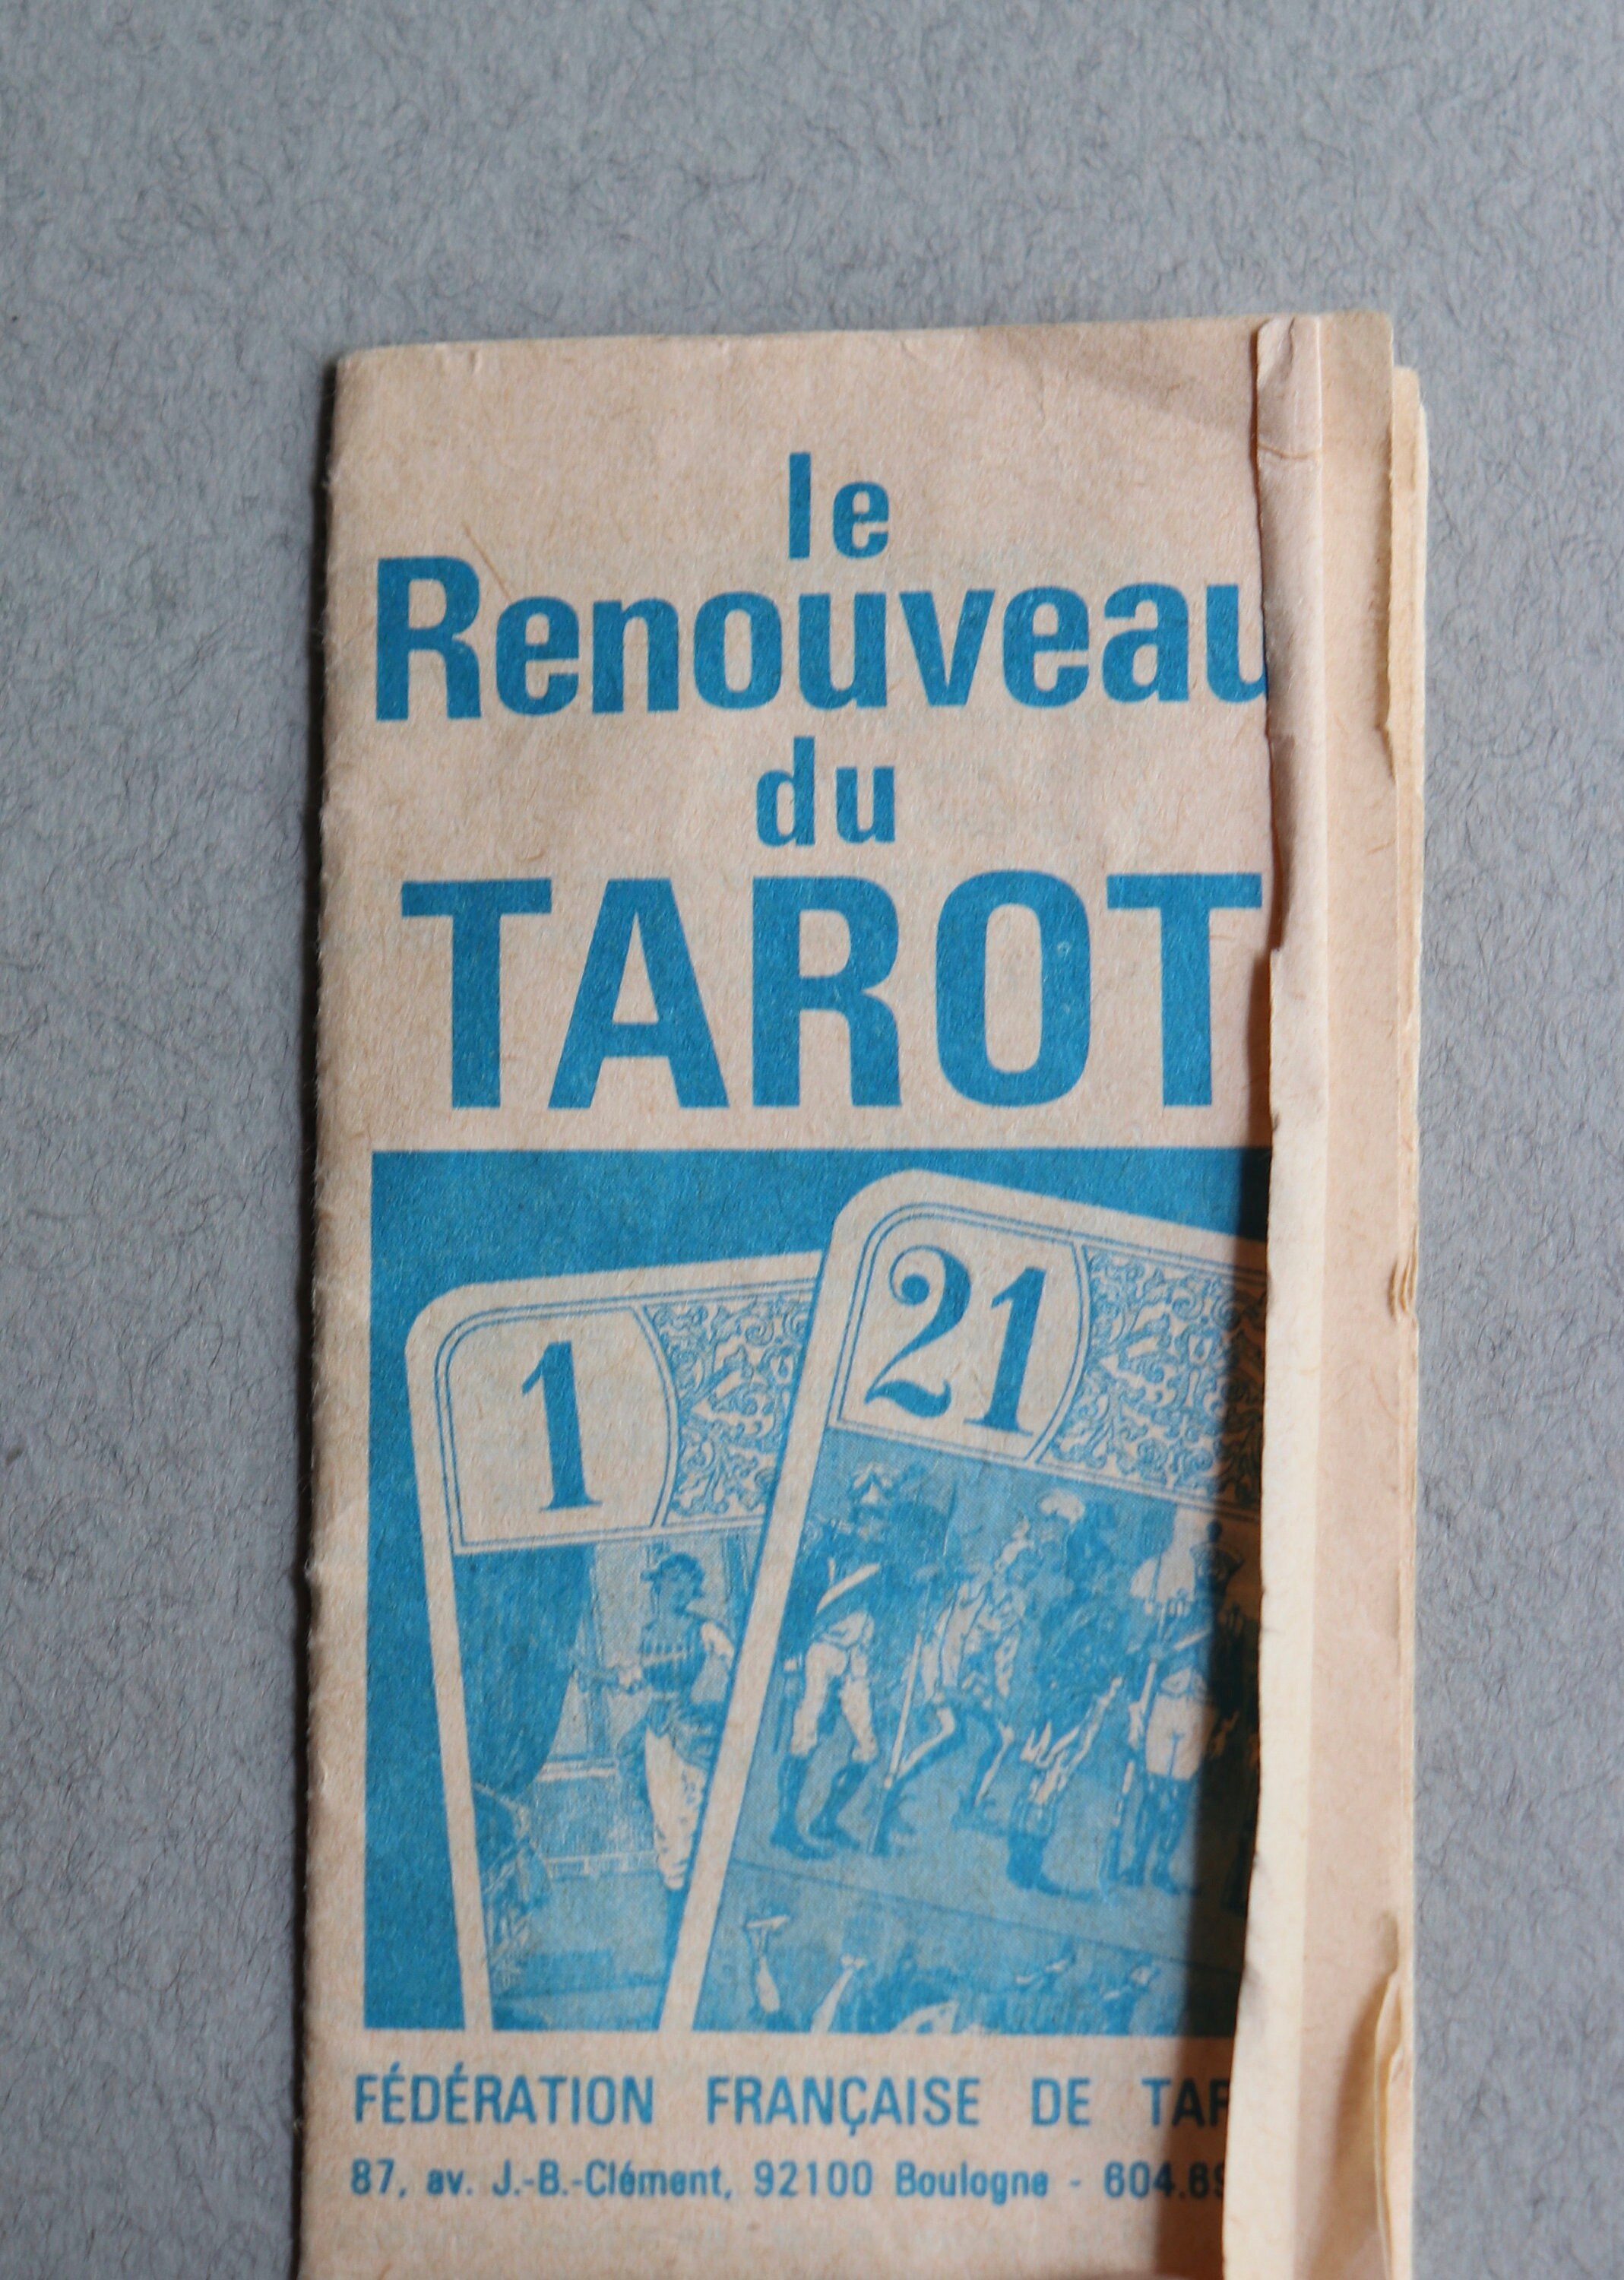 le
Renouveau
du
TAROT
1
21
FÉDÉRATION FRANÇAISE DE
87, av. J.-B.-Clément, 92100 Boulogne -